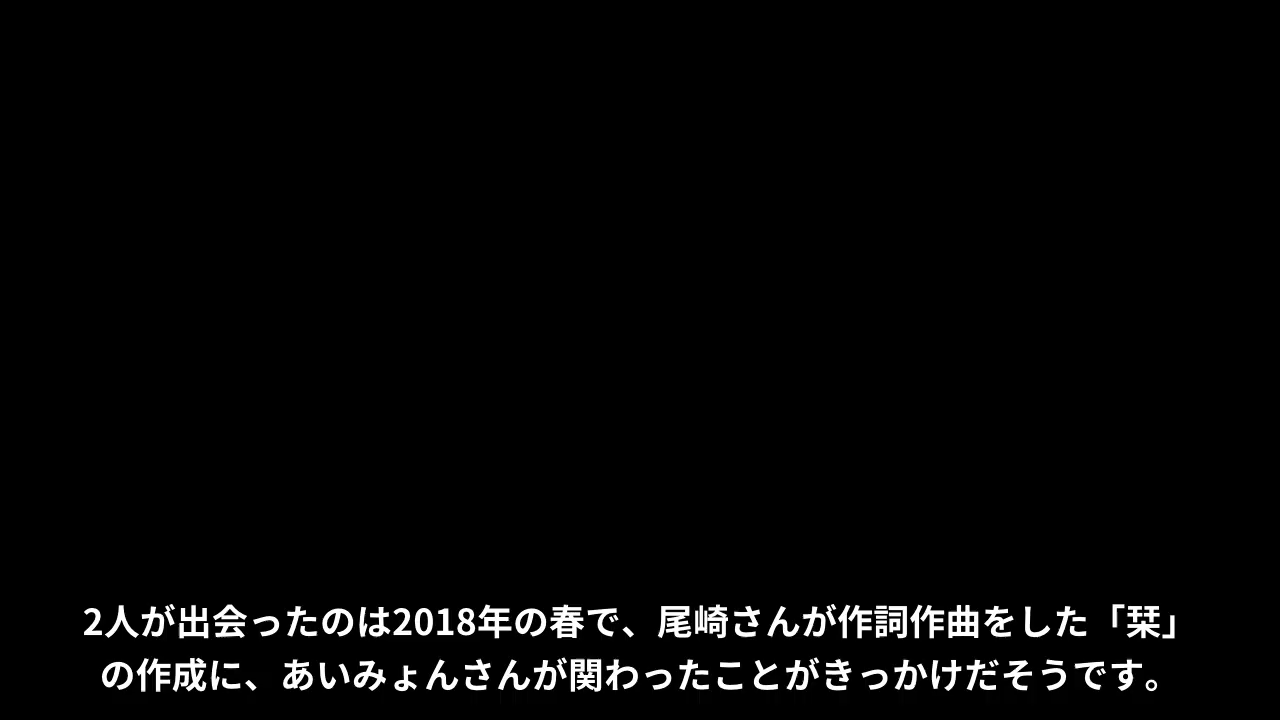 2人が出会ったのは2018年の春で、尾崎さんが作詞作曲をした「栞」
の作成に、あいみょんさんが関わったことがきっかけだそうです。